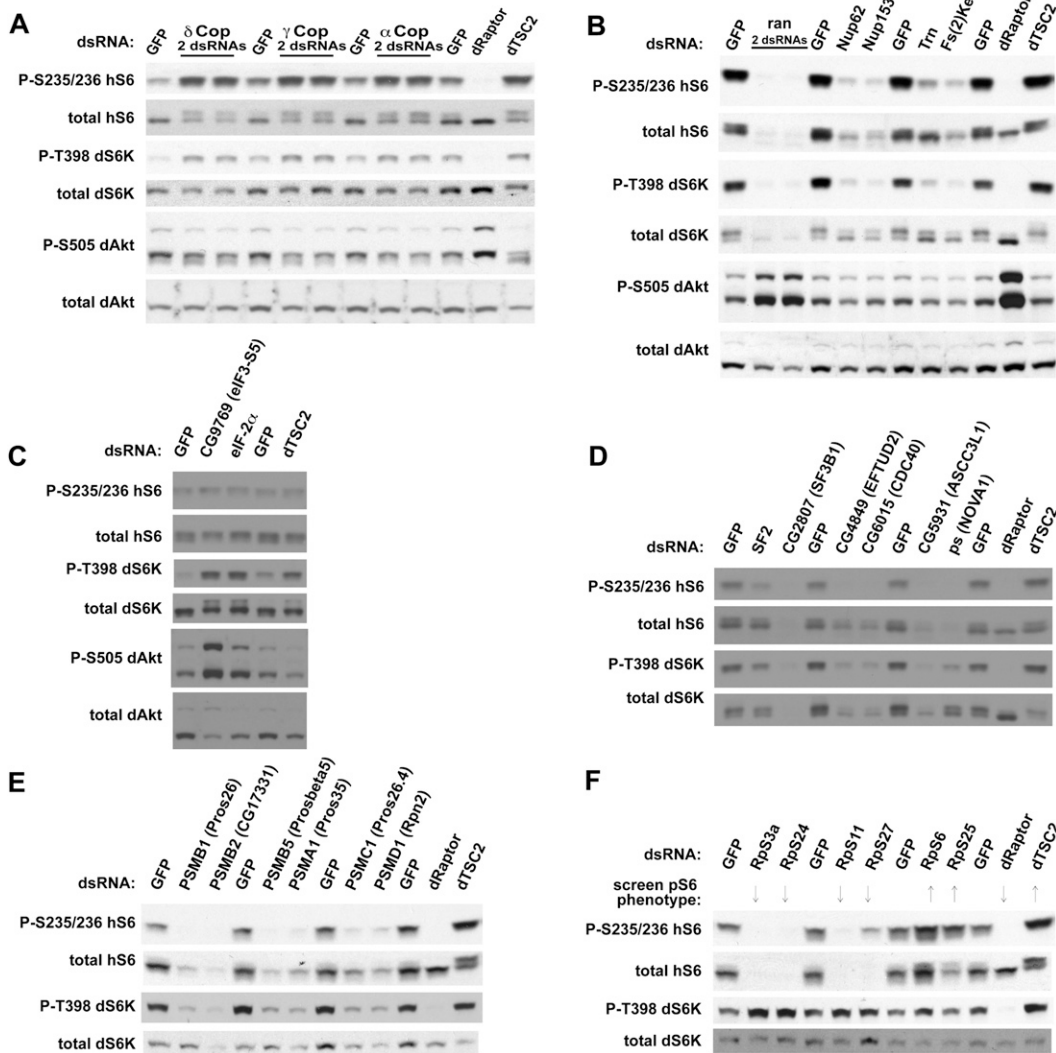 A
dsRNA: GFP δ Cop 2 dsRNAs GFP γ Cop 2 dsRNAs GFP α Cop 2 dsRNAs GFP dRaptor dTSC2
P-S235/236 hS6
total hS6
P-T398 dS6K
total dS6K
P-S505 dAkt
total dAkt
B
dsRNA: GFP ran 2 dsRNAs GFP Nup62 Nup153 GFP Trn Fs(2)Ket GFP dRaptor dTSC2
P-S235/236 hS6
total hS6
P-T398 dS6K
total dS6K
P-S505 dAkt
total dAkt
C
dsRNA: GFP CG9769 (eIF3-S5) eIF-2α GFP dTSC2
P-S235/236 hS6
total hS6
P-T398 dS6K
total dS6K
P-S505 dAkt
total dAkt
D
dsRNA: GFP SF2 CG2807 (SF3B1) GFP CG4849 (EFTUD2) CG6015 (CDC40) GFP CG5931 (ASCC3L1) ps (NOVA1) GFP dRaptor dTSC2
P-S235/236 hS6
total hS6
P-T398 dS6K
total dS6K
E
dsRNA: GFP PSMB1 (Pros26) PSMB2 (CG17331) GFP PSMB5 (Prosbeta5) PSMA1 (Pros35) GFP PSMC1 (Pros26.4) PSMD1 (Rpn2) GFP dRaptor dTSC2
P-S235/236 hS6
total hS6
P-T398 dS6K
total dS6K
F
dsRNA: GFP RpS3a RpS24 GFP RpS11 RpS27 GFP RpS6 RpS25 GFP dRaptor dTSC2
screen pS6
phenotype: ↓ ↓ ↓ ↓ ↑ ↑ ↓ ↑
P-S235/236 hS6
total hS6
P-T398 dS6K
total dS6K